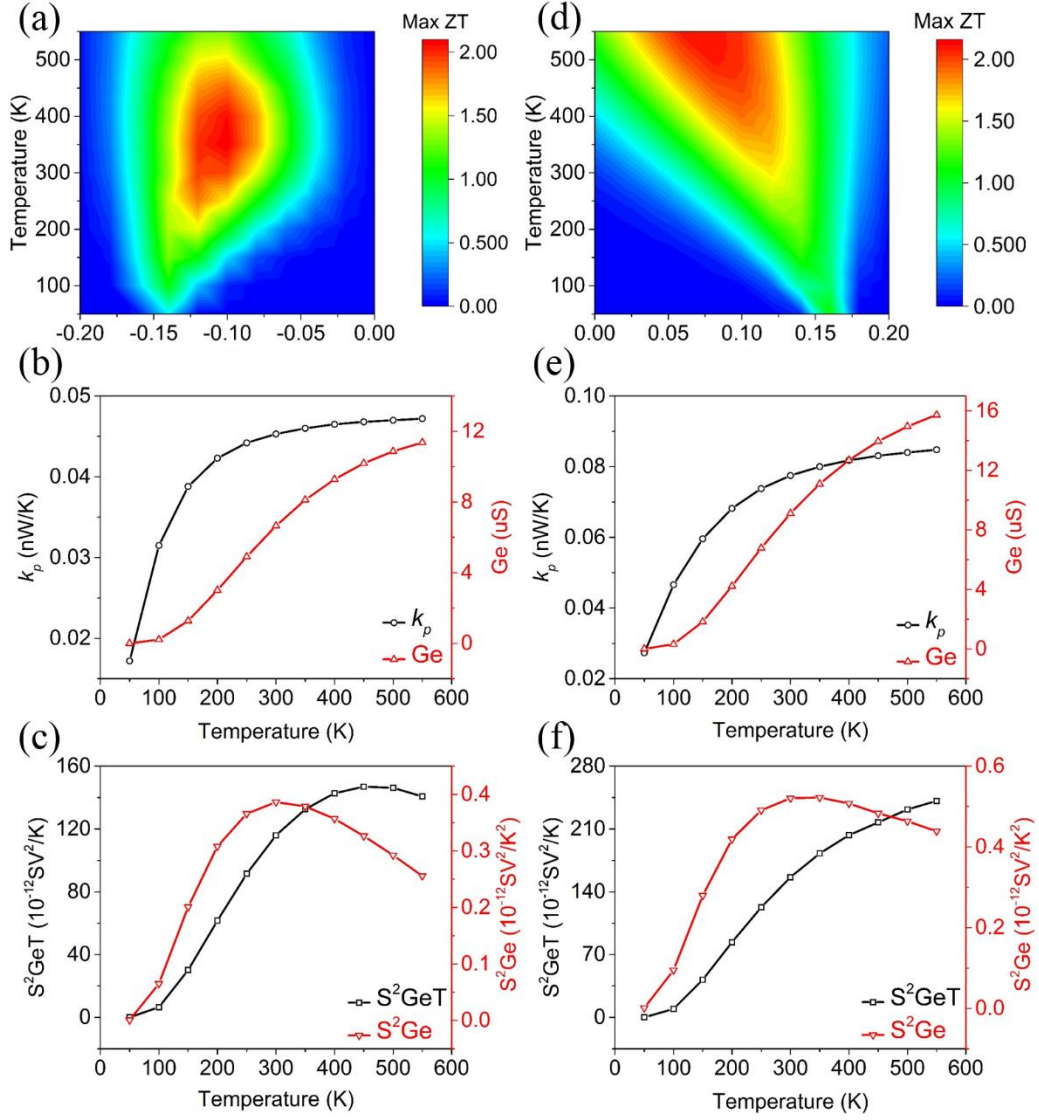 (a)
Max ZT
500
400
300
200
100
Temperature (K)
-0.20 -0.15 -0.10 -0.05 0.00
2.00
1.50
1.00
0.500
0.00
(d)
Max ZT
500
400
300
200
100
Temperature (K)
0.00 0.05 0.10 0.15 0.20
2.00
1.50
1.00
0.500
0.00
(b)
0.05
0.04
0.03
0.02
kp (nW/K)
12
8
4
0
Ge (uS)
kp
Ge
0 100 200 300 400 500 600
Temperature (K)
(e)
0.10
0.08
0.06
0.04
0.02
kp (nW/K)
16
12
8
4
0
Ge (uS)
kp
Ge
0 100 200 300 400 500 600
Temperature (K)
(c)
160
120
80
40
0
S²GeT (10⁻¹²SV²/K)
0.4
0.3
0.2
0.1
0.0
S²Ge (10⁻¹²SV²/K²)
S²GeT
S²Ge
0 100 200 300 400 500 600
Temperature (K)
(f)
280
210
140
70
0
S²GeT (10⁻¹²SV²/K)
0.6
0.4
0.2
0.0
S²Ge (10⁻¹²SV²/K²)
S²GeT
S²Ge
0 100 200 300 400 500 600
Temperature (K)